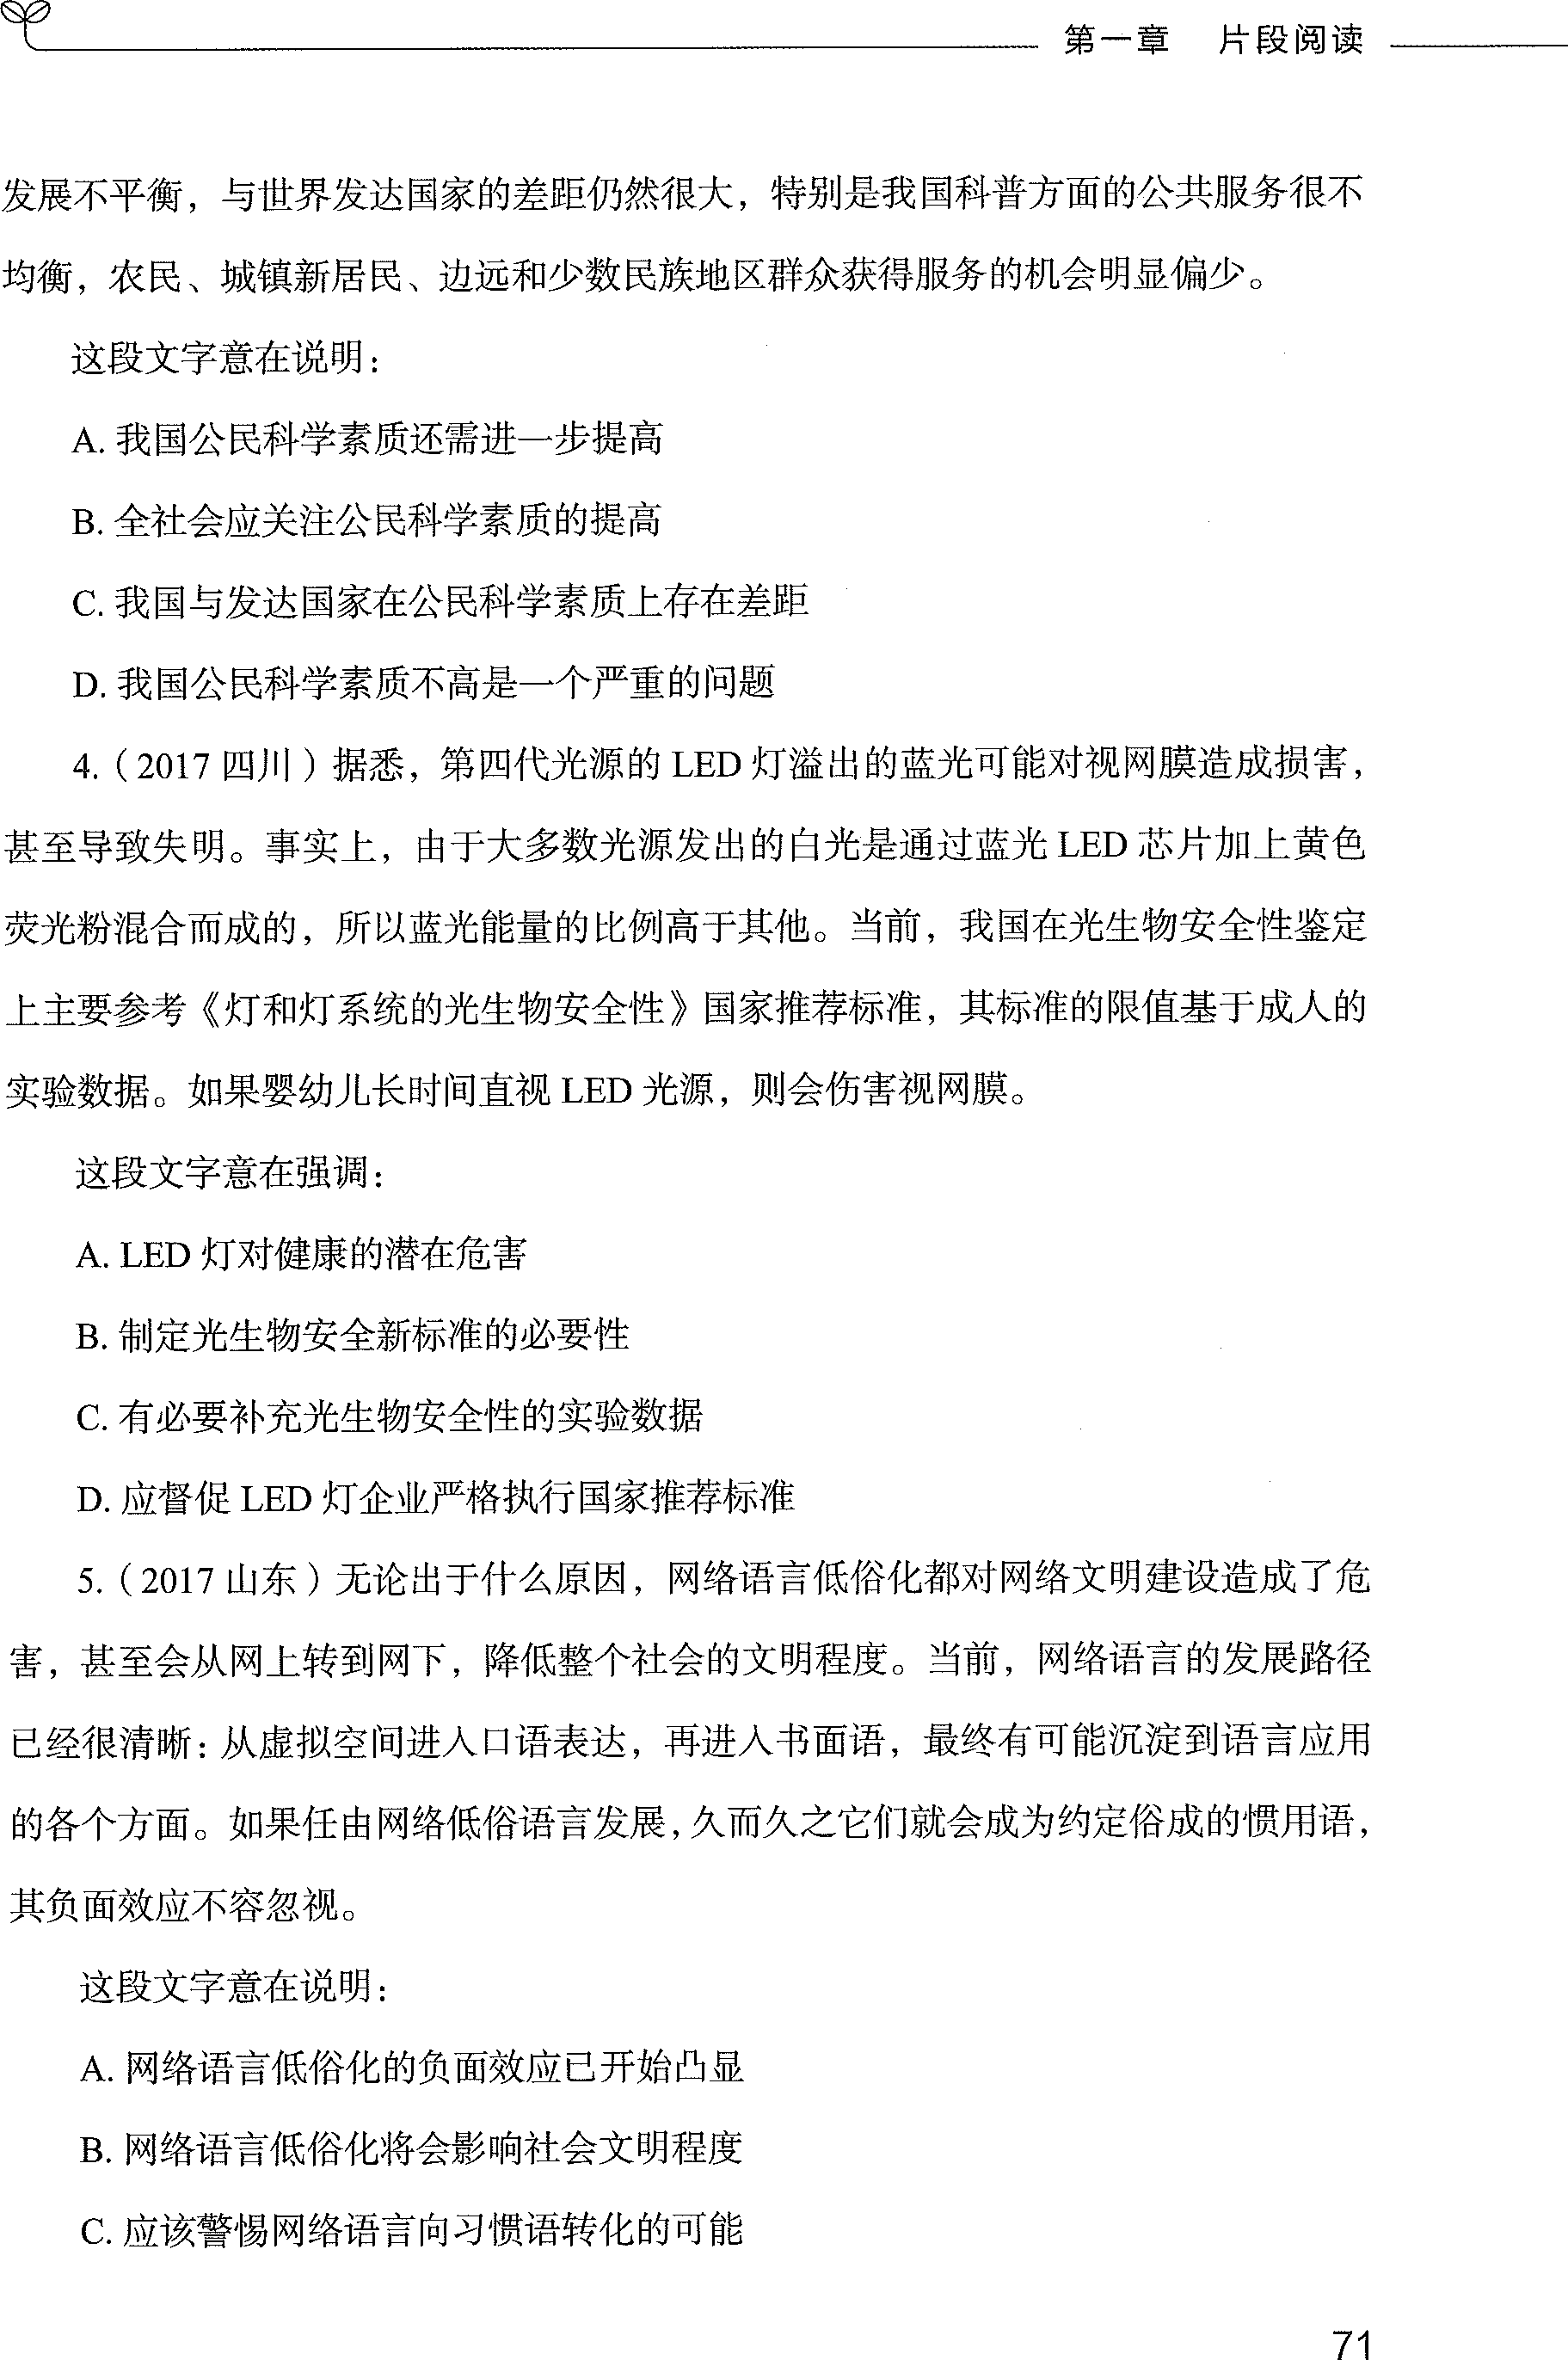 第一章 片段阅读
发展不平衡，与世界发达国家的差距仍然很大，特别是我国科普方面的公共服务很不
均衡，农民、城镇新居民、边远和少数民族地区群众获得服务的机会明显偏少。
这段文字意在说明：
A. 我国公民科学素质还需进一步提高
B. 全社会应关注公民科学素质的提高
C. 我国与发达国家在公民科学素质上存在差距
D. 我国公民科学素质不高是一个严重的问题
4.（2017 四川）据悉，第四代光源的 LED 灯溢出的蓝光可能对视网膜造成损害，
甚至导致失明。事实上，由于大多数光源发出的白光是通过蓝光 LED 芯片加上黄色
荧光粉混合而成的，所以蓝光能量的比例高于其他。当前，我国在光生物安全性鉴定
上主要参考《灯和灯系统的光生物安全性》国家推荐标准，其标准的限值基于成人的
实验数据。如果婴幼儿长时间直视 LED 光源，则会伤害视网膜。
这段文字意在强调：
A. LED 灯对健康的潜在危害
B. 制定光生物安全新标准的必要性
C. 有必要补充光生物安全性的实验数据
D. 应督促 LED 灯企业严格执行国家推荐标准
5.（2017 山东）无论出于什么原因，网络语言低俗化都对网络文明建设造成了危
害，甚至会从网上转到网下，降低整个社会的文明程度。当前，网络语言的发展路径
已经很清晰：从虚拟空间进入口语表达，再进入书面语，最终有可能沉淀到语言应用
的各个方面。如果任由网络低俗语言发展，久而久之它们就会成为约定俗成的惯用语，
其负面效应不容忽视。
这段文字意在说明：
A. 网络语言低俗化的负面效应已开始凸显
B. 网络语言低俗化将会影响社会文明程度
C. 应该警惕网络语言向习惯语转化的可能
71